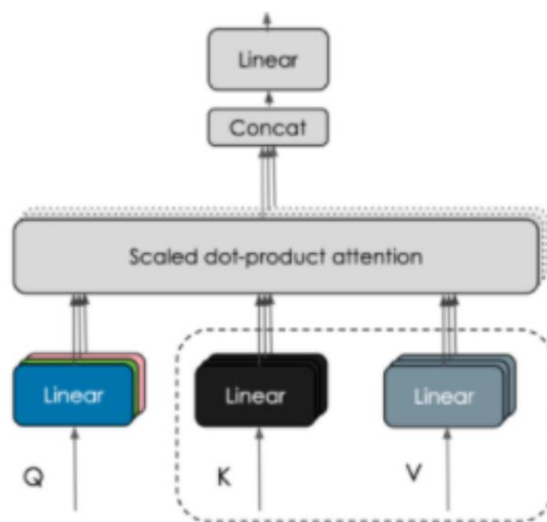 Linear
Concat
Scaled dot-product attention
Linear Linear Linear
Q K V